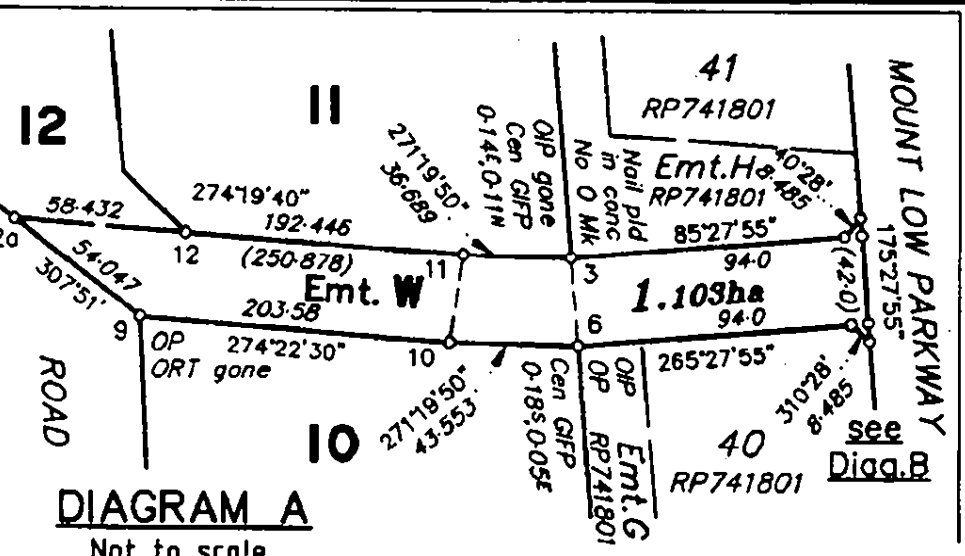 12
11
41
RP741801
MOUNT LOW PARKWAY
271°19'50"
36·689
OIP gone
Cen GIFP
0·14E,0·11N
Nail pld
in conc
No O Mk
Emt.H
RP741801
40°28'
8·485
58.432
274°19'40"
192.446
(250·878)
12
11
3
85°27'55"
94.0
(42.0)
175°27'55"
54.047
307°51'
Emt. W
1.103ha
9
203.58
274°22'30"
10
6
94.0
265°27'55"
OP
ORT gone
ROAD
10
271°19'50"
43·553
Cen GIFP
0·18S,0·05E
OIP
OP
RP741801
Emt.G
310°28'
8.485
40
RP741801
see
Diag.B
DIAGRAM A
Not to scale